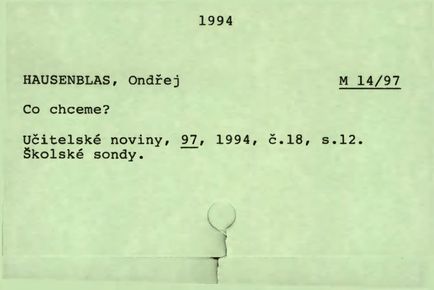 1994
HAUSENBLAS, Ondřej M 14/97
Co chceme?
Učitelské noviny, 97, 1994, č.18, s.12.
Školské sondy.